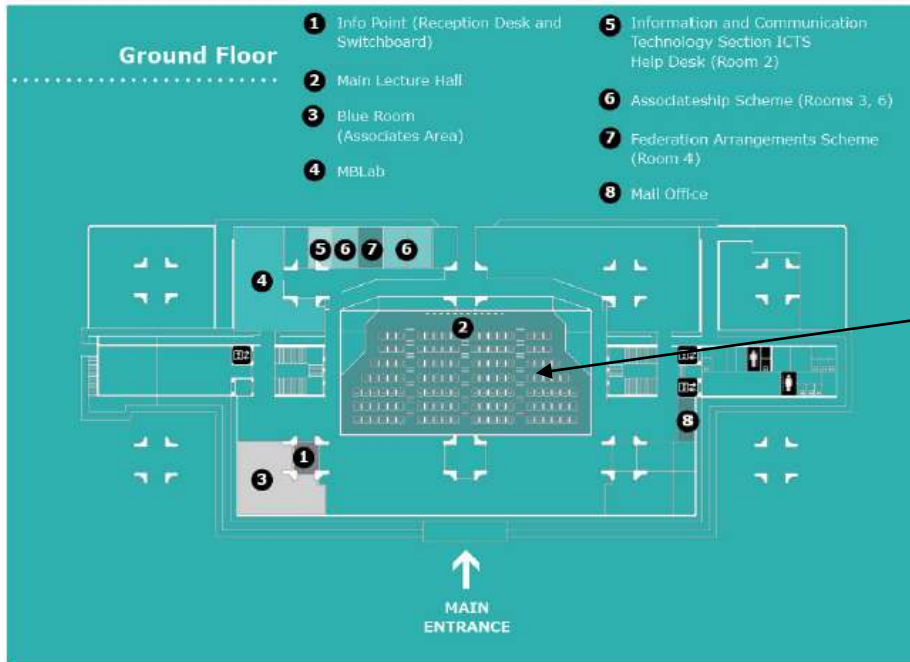 Ground Floor
1 Info Point (Reception Desk and
Switchboard)
2 Main Lecture Hall
3 Blue Room
(Associates Area)
4 MBLab
5 Information and Communication
Technology Section ICTS
Help Desk (Room 2)
6 Associateship Scheme (Rooms 3, 6)
7 Federation Arrangements Scheme
(Room 4)
8 Mail Office
5 6 7 6
4
2
8
1
3
MAIN
ENTRANCE